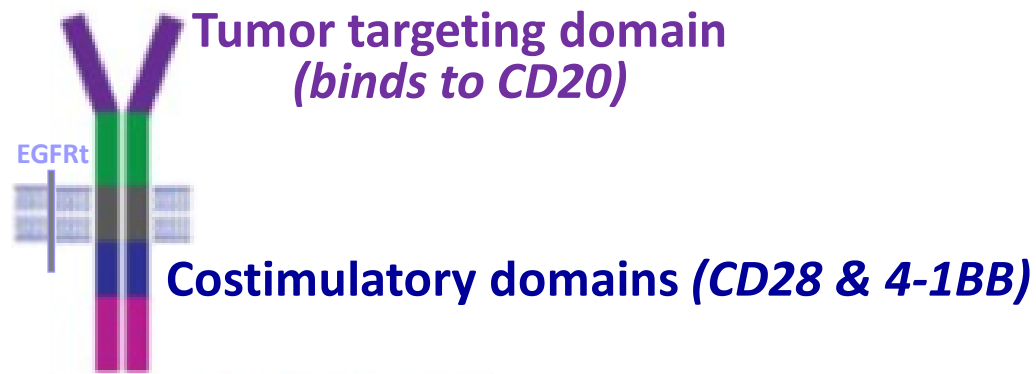 Tumor targeting domain
(binds to CD20)
EGFRt
Costimulatory domains (CD28 & 4-1BB)